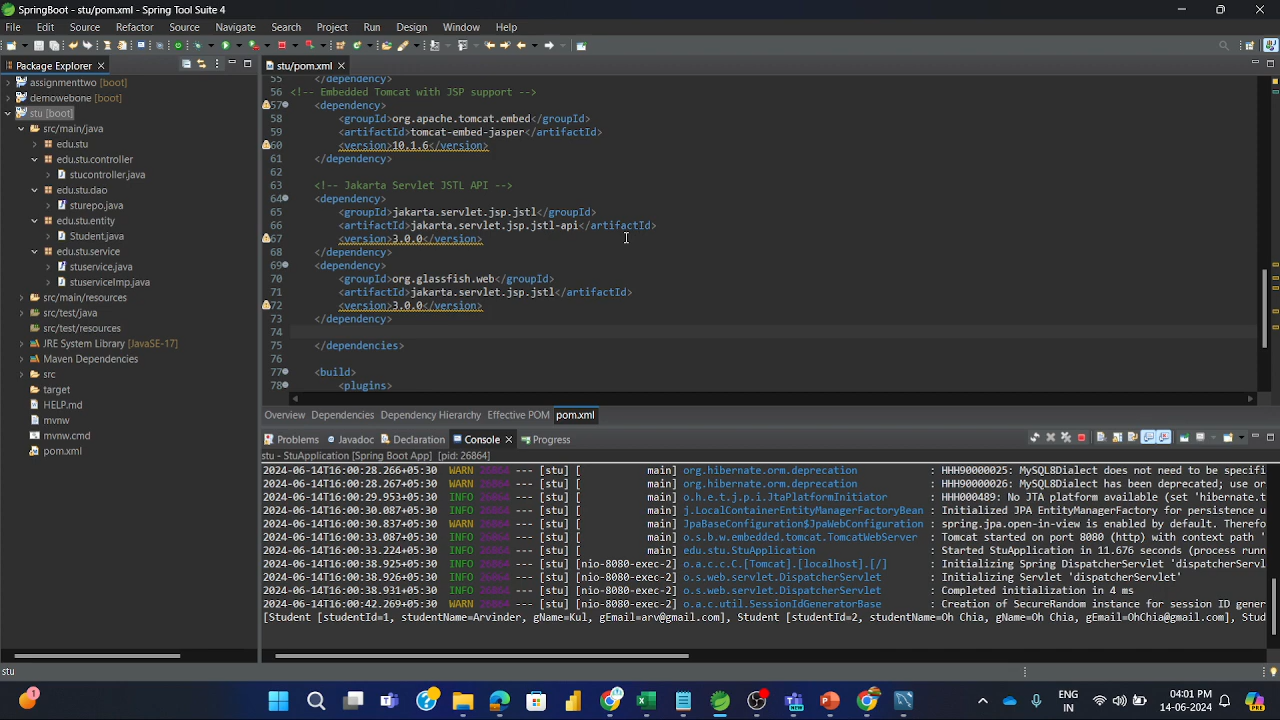 SpringBoot - stu/pom.xml - Spring Tool Suite 4
File Edit Source Refactor Source Navigate Search Project Run Design Window Help
Package Explorer
stu/pom.xml
assignmenttwo [boot]
demowebone [boot]
stu [boot]
src/main/java
edu.stu
edu.stu.controller
stucontroller.java
edu.stu.dao
sturepo.java
edu.stu.entity
Student.java
edu.stu.service
stuservice.java
stuserviceImp.java
src/main/resources
src/test/java
src/test/resources
JRE System Library [JavaSE-17]
Maven Dependencies
src
target
HELP.md
mvnw
mvnw.cmd
pom.xml
55 </dependency>
56 <!-- Embedded Tomcat with JSP support -->
57 <dependency>
58 <groupId>org.apache.tomcat.embed</groupId>
59 <artifactId>tomcat-embed-jasper</artifactId>
60 <version>10.1.6</version>
61 </dependency>
62
63 <!-- Jakarta Servlet JSTL API -->
64 <dependency>
65 <groupId>jakarta.servlet.jsp.jstl</groupId>
66 <artifactId>jakarta.servlet.jsp.jstl-api</artifactId>
67 <version>3.0.0</version>
68 </dependency>
69 <dependency>
70 <groupId>org.glassfish.web</groupId>
71 <artifactId>jakarta.servlet.jsp.jstl</artifactId>
72 <version>3.0.0</version>
73 </dependency>
74
75 </dependencies>
76
77 <build>
78 <plugins>
Overview Dependencies Dependency Hierarchy Effective POM pom.xml
Problems Javadoc Declaration Console Progress
stu - StuApplication [Spring Boot App] [pid: 26864]
2024-06-14T16:00:28.266+05:30 WARN 26864 --- [stu] [ main] org.hibernate.orm.deprecation : HHH90000025: MySQL8Dialect does not need to be specifi
2024-06-14T16:00:28.267+05:30 WARN 26864 --- [stu] [ main] org.hibernate.orm.deprecation : HHH90000026: MySQL8Dialect has been deprecated; use or
2024-06-14T16:00:29.953+05:30 INFO 26864 --- [stu] [ main] o.h.e.t.j.p.i.JtaPlatformInitiator : HHH000489: No JTA platform available (set 'hibernate.t
2024-06-14T16:00:30.087+05:30 INFO 26864 --- [stu] [ main] j.LocalContainerEntityManagerFactoryBean : Initialized JPA EntityManagerFactory for persistence u
2024-06-14T16:00:30.837+05:30 WARN 26864 --- [stu] [ main] JpaBaseConfiguration$JpaWebConfiguration : spring.jpa.open-in-view is enabled by default. Therefo
2024-06-14T16:00:33.087+05:30 INFO 26864 --- [stu] [ main] o.s.b.w.embedded.tomcat.TomcatWebServer : Tomcat started on port 8080 (http) with context path '
2024-06-14T16:00:33.224+05:30 INFO 26864 --- [stu] [ main] edu.stu.StuApplication : Started StuApplication in 11.676 seconds (process runn
2024-06-14T16:00:38.925+05:30 INFO 26864 --- [stu] [nio-8080-exec-2] o.a.c.c.C.[Tomcat].[localhost].[/] : Initializing Spring DispatcherServlet 'dispatcherServl
2024-06-14T16:00:38.926+05:30 INFO 26864 --- [stu] [nio-8080-exec-2] o.s.web.servlet.DispatcherServlet : Initializing Servlet 'dispatcherServlet'
2024-06-14T16:00:38.931+05:30 INFO 26864 --- [stu] [nio-8080-exec-2] o.s.web.servlet.DispatcherServlet : Completed initialization in 4 ms
2024-06-14T16:00:42.269+05:30 WARN 26864 --- [stu] [nio-8080-exec-2] o.a.c.util.SessionIdGeneratorBase : Creation of SecureRandom instance for session ID gener
[Student [studentId=1, studentName=Arvinder, gName=Kul, gEmail=arv@gmail.com], Student [studentId=2, studentName=Oh Chia, gName=Oh Chia, gEmail=OhChia@gmail.com], Stud
stu
1
ENG
IN
04:01 PM
14-06-2024